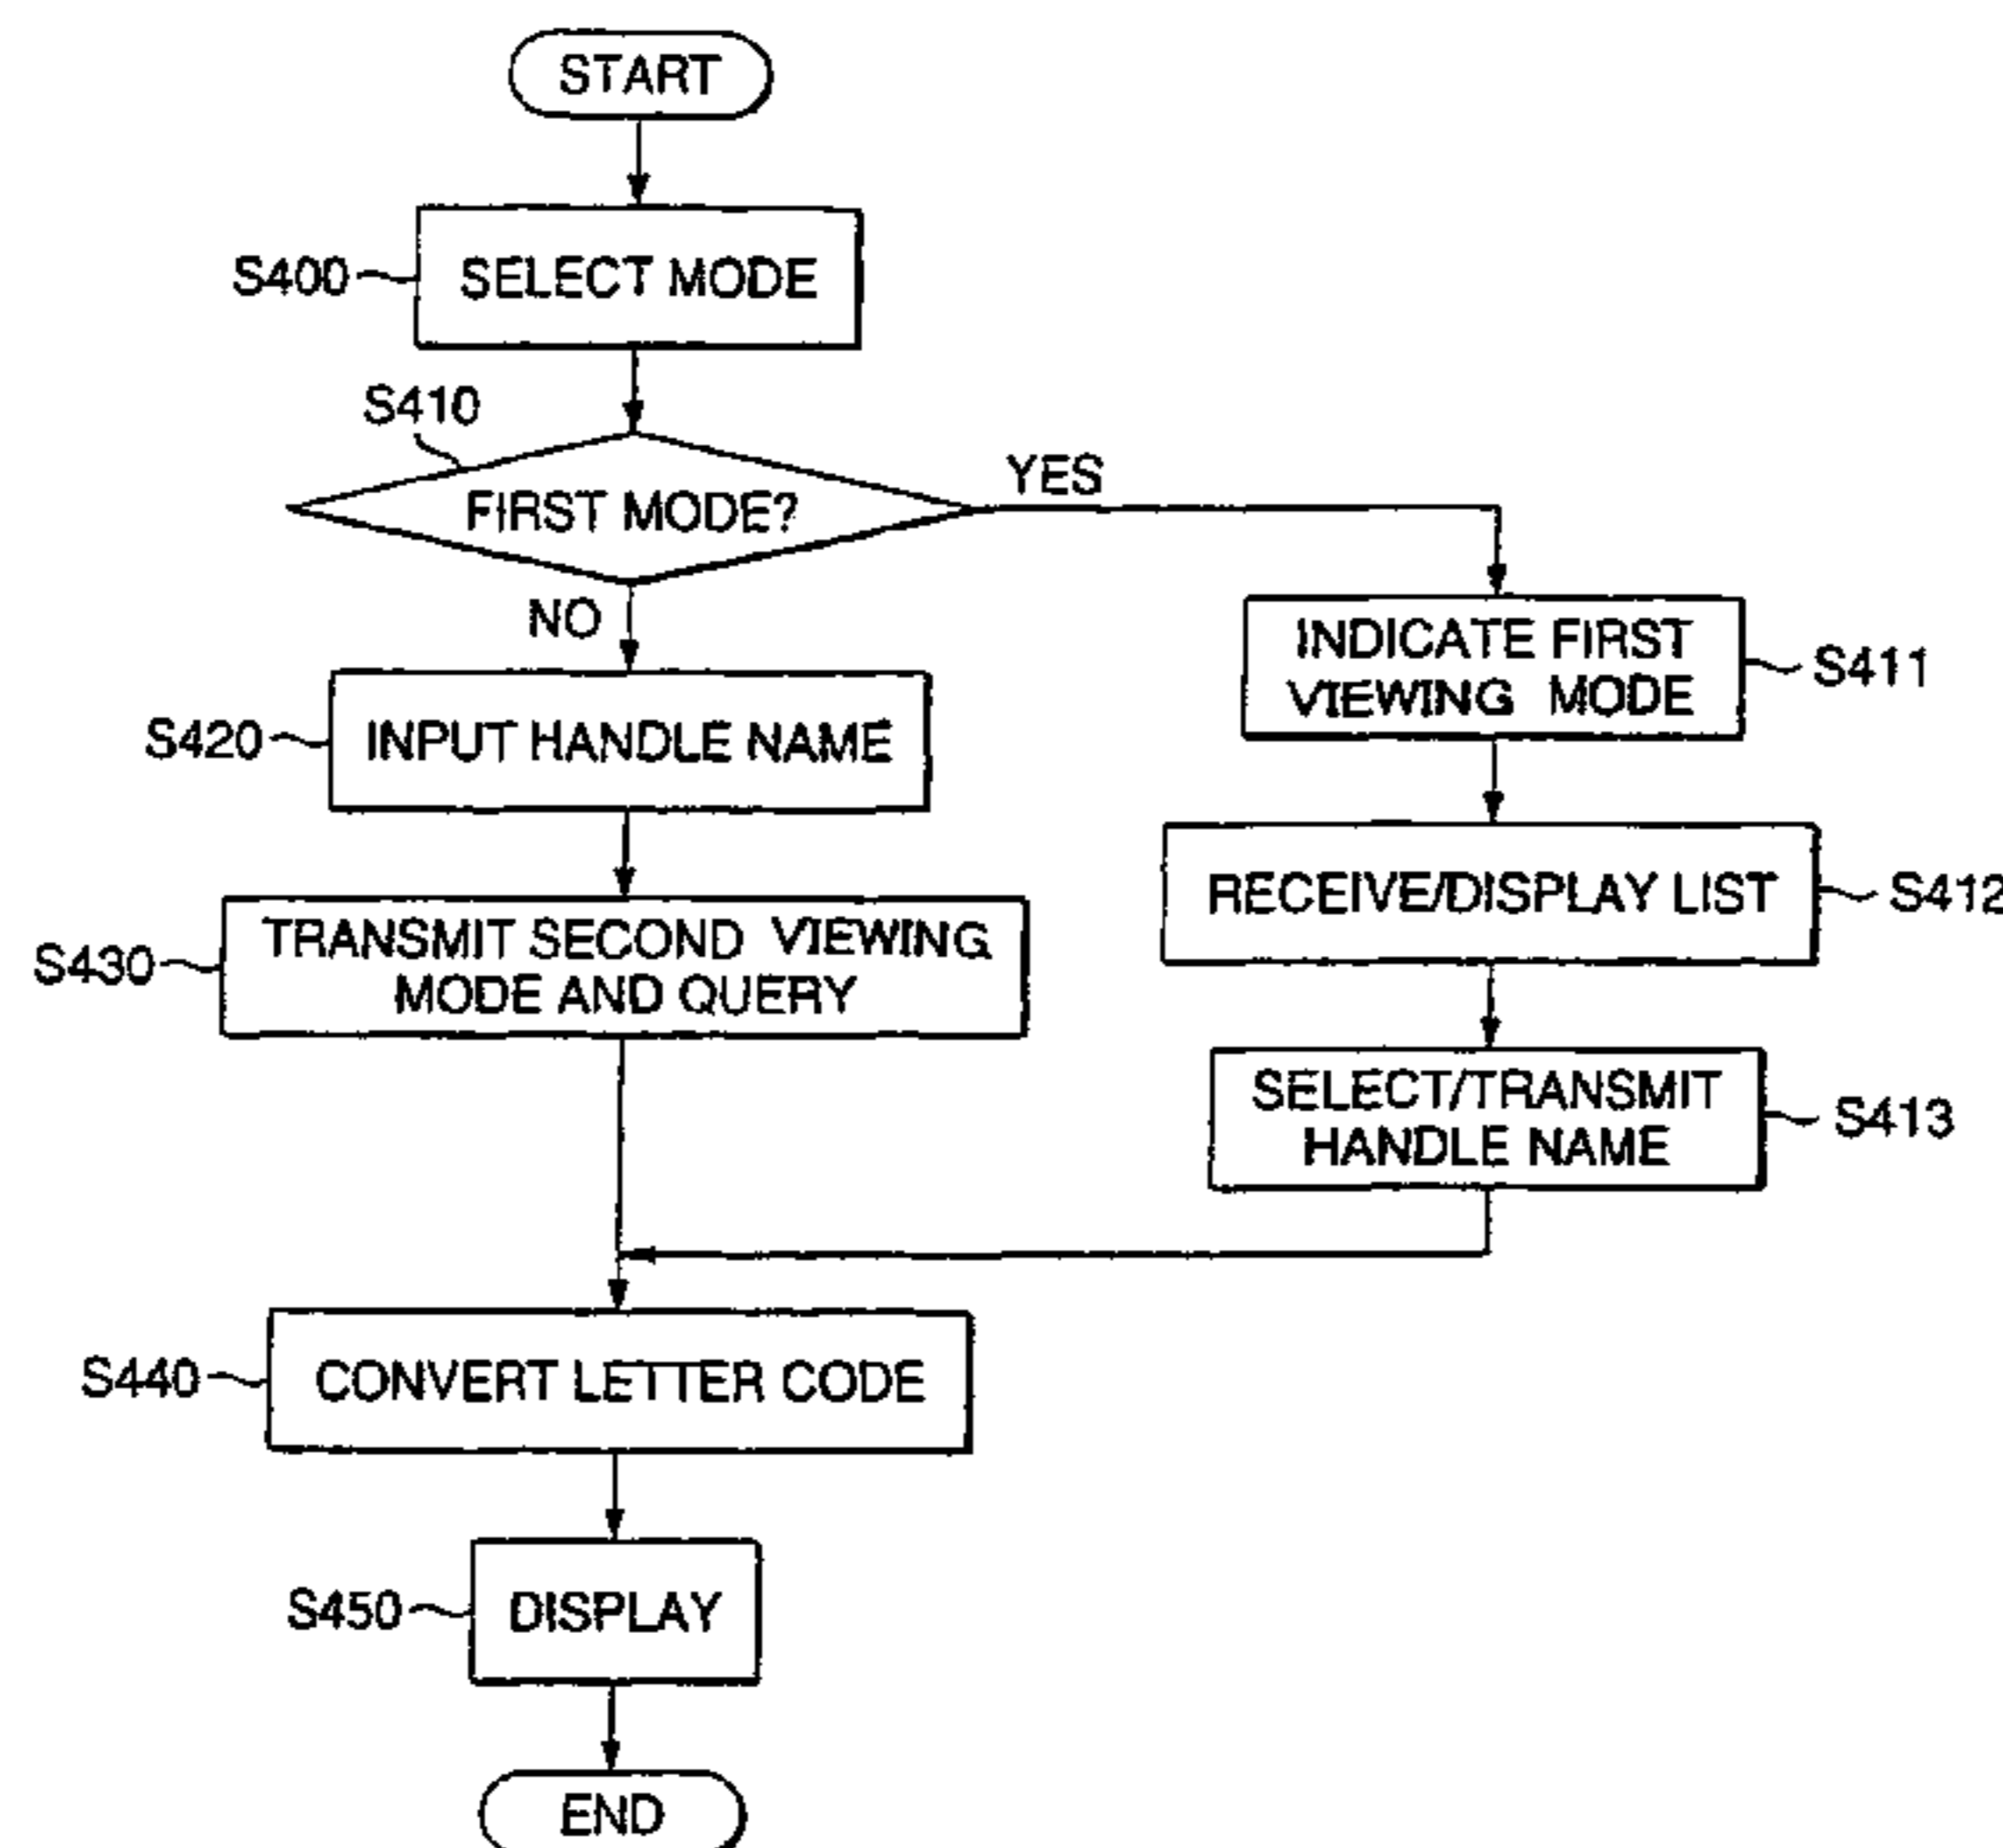 START
S400
SELECT MODE
S410
FIRST MODE?
YES
NO
INDICATE FIRST
VIEWING MODE
S411
S420
INPUT HANDLE NAME
RECEIVE/DISPLAY LIST
S412
S430
TRANSMIT SECOND VIEWING
MODE AND QUERY
SELECT/TRANSMIT
HANDLE NAME
S413
S440
CONVERT LETTER CODE
S450
DISPLAY
END